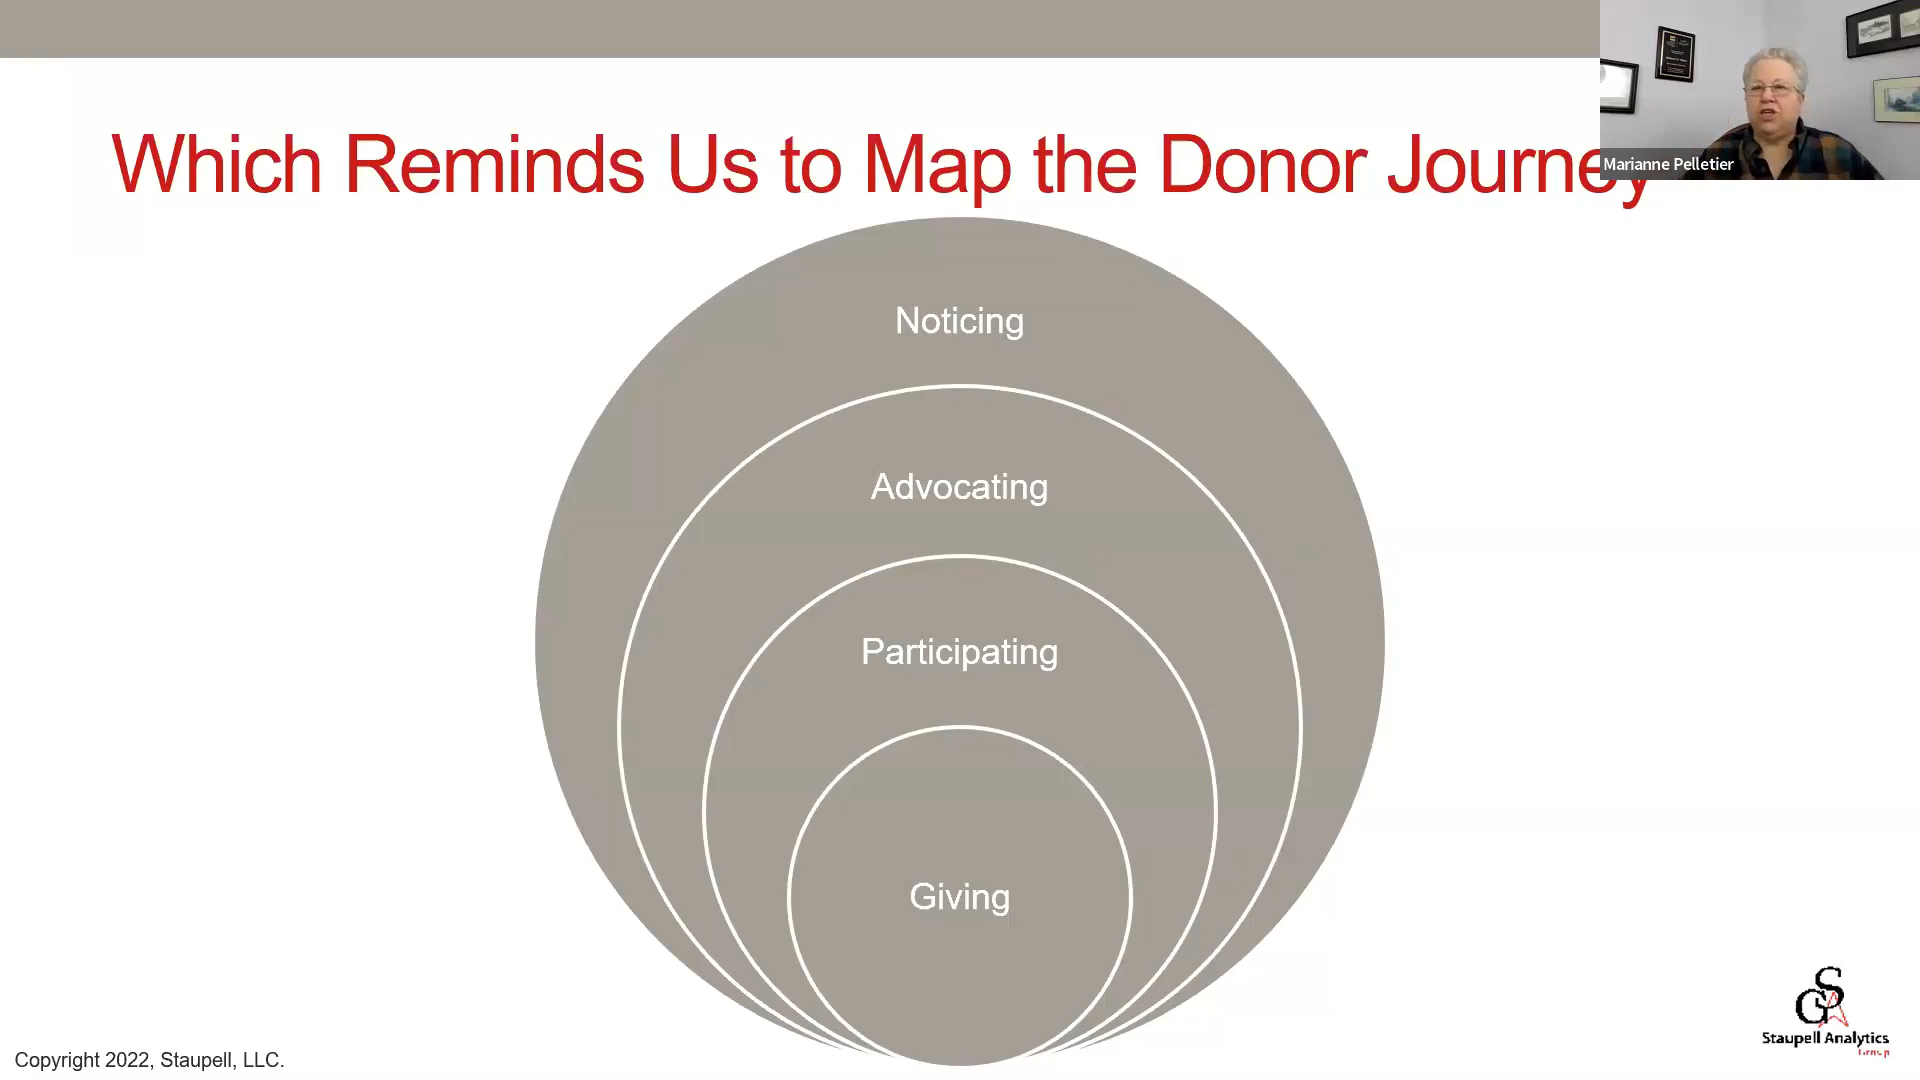 Which Reminds Us to Map the Donor Journey
Marianne Pelletier
Noticing
Advocating
Participating
Giving
Staupell Analytics
Group
Copyright 2022, Staupell, LLC.